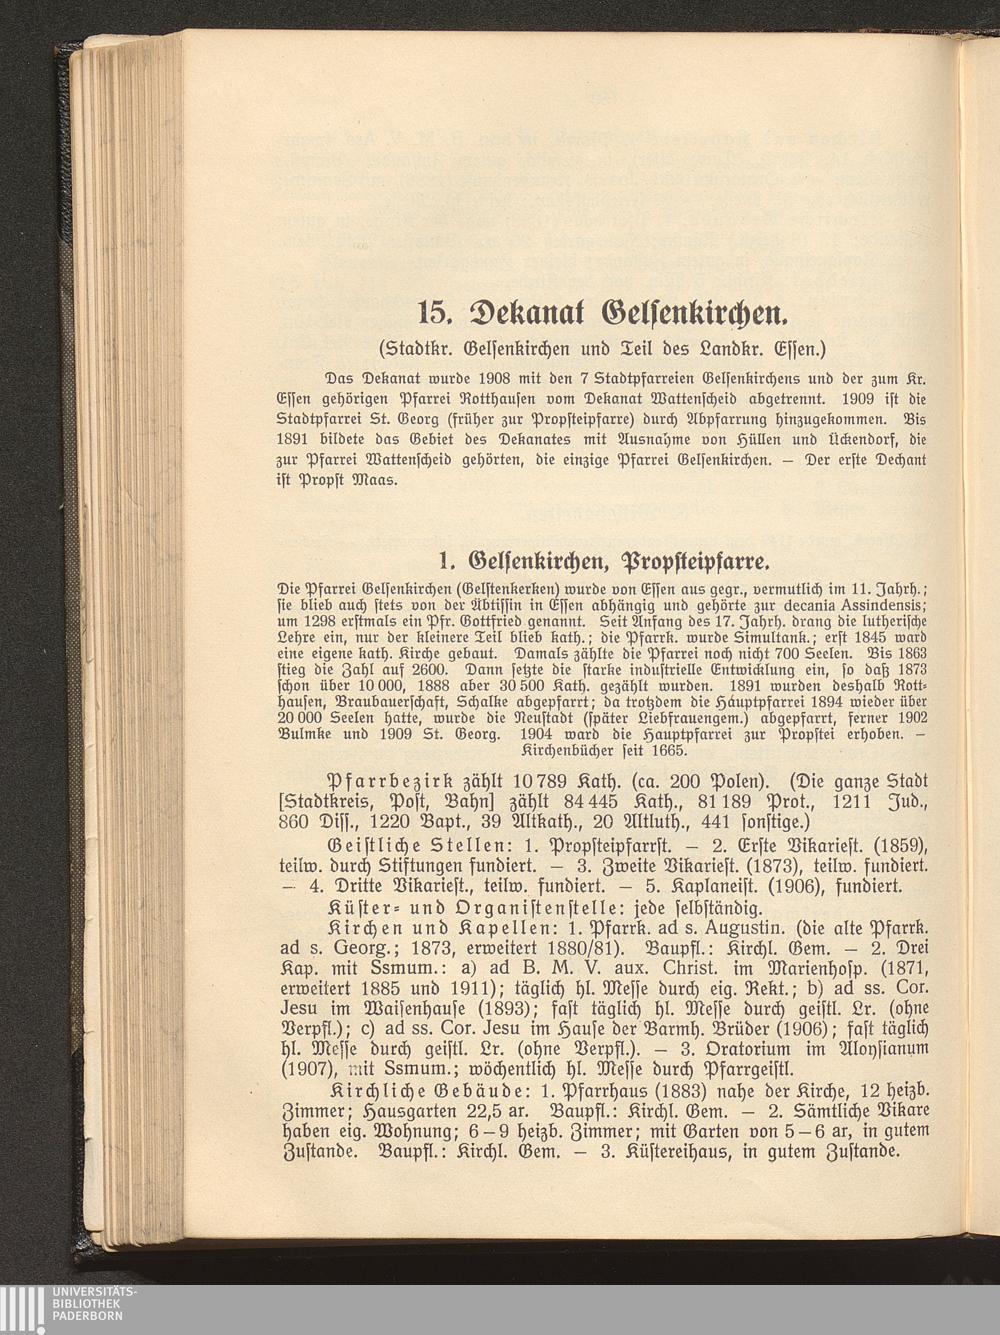 15. Dekanat Gelsenkirchen.
(Stadtkr. Gelsenkirchen und Teil des Landkr. Essen.)
Das Dekanat wurde 1908 mit den 7 Stadtpfarreien Gelsenkirchens und der zum Kr.
Essen gehörigen Pfarrei Rotthausen vom Dekanat Wattenscheid abgetrennt. 1909 ist die
Stadtpfarrei St. Georg (früher zur Propsteipfarre) durch Abpfarrung hinzugekommen. Bis
1891 bildete das Gebiet des Dekanates mit Ausnahme von Hüllen und Ückendorf, die
zur Pfarrei Wattenscheid gehörten, die einzige Pfarrei Gelsenkirchen. — Der erste Dechant
ist Propst Maas.
1. Gelsenkirchen, Propsteipfarre.
Die Pfarrei Gelsenkirchen (Gelstenkerken) wurde von Essen aus gegr., vermutlich im 11. Jahrh.;
sie blieb auch stets von der Äbtissin in Essen abhängig und gehörte zur decania Assindensis;
um 1298 erstmals ein Pfr. Gottfried genannt. Seit Anfang des 17. Jahrh. drang die lutherische
Lehre ein, nur der kleinere Teil blieb kath.; die Pfarrk. wurde Simultank.; erst 1845 ward
eine eigene kath. Kirche gebaut. Damals zählte die Pfarrei noch nicht 700 Seelen. Bis 1863
stieg die Zahl auf 2600. Dann setzte die starke industrielle Entwicklung ein, so daß 1873
schon über 10 000, 1888 aber 30 500 Kath. gezählt wurden. 1891 wurden deshalb Rott-
hausen, Braubauerschaft, Schalke abgepfarrt; da trotzdem die Hauptpfarrei 1894 wieder über
20 000 Seelen hatte, wurde die Neustadt (später Liebfrauengem.) abgepfarrt, ferner 1902
Bulmke und 1909 St. Georg. 1904 ward die Hauptpfarrei zur Propstei erhoben. —
Kirchenbücher seit 1665.
Pfarrbezirk zählt 10 789 Kath. (ca. 200 Polen). (Die ganze Stadt
[Stadtkreis, Post, Bahn] zählt 84 445 Kath., 81 189 Prot., 1211 Jud.,
860 Diss., 1220 Bapt., 39 Altkath., 20 Altluth., 441 sonstige.)
Geistliche Stellen: 1. Propsteipfarrst. — 2. Erste Vikariest. (1859),
teilw. durch Stiftungen fundiert. — 3. Zweite Vikariest. (1873), teilw. fundiert.
— 4. Dritte Vikariest., teilw. fundiert. — 5. Kaplaneist. (1906), fundiert.
Küster- und Organistenstelle: jede selbständig.
Kirchen und Kapellen: 1. Pfarrk. ad s. Augustin. (die alte Pfarrk.
ad s. Georg.; 1873, erweitert 1880/81). Baupfl.: Kirchl. Gem. — 2. Drei
Kap. mit Ssmum.: a) ad B. M. V. aux. Christ. im Marienhosp. (1871,
erweitert 1885 und 1911); täglich hl. Messe durch eig. Rekt.; b) ad ss. Cor.
Jesu im Waisenhause (1893); fast täglich hl. Messe durch geistl. Lr. (ohne
Verpfl.); c) ad ss. Cor. Jesu im Hause der Barmh. Brüder (1906); fast täglich
hl. Messe durch geistl. Lr. (ohne Verpfl.). — 3. Oratorium im Aloysianum
(1907), mit Ssmum.; wöchentlich hl. Messe durch Pfarrgeistl.
Kirchliche Gebäude: 1. Pfarrhaus (1883) nahe der Kirche, 12 heizb.
Zimmer; Hausgarten 22,5 ar. Baupfl.: Kirchl. Gem. — 2. Sämtliche Vikare
haben eig. Wohnung; 6—9 heizb. Zimmer; mit Garten von 5—6 ar, in gutem
Zustande. Baupfl.: Kirchl. Gem. — 3. Küstereihaus, in gutem Zustande.
UNIVERSITÄTS-
BIBLIOTHEK
PADERBORN